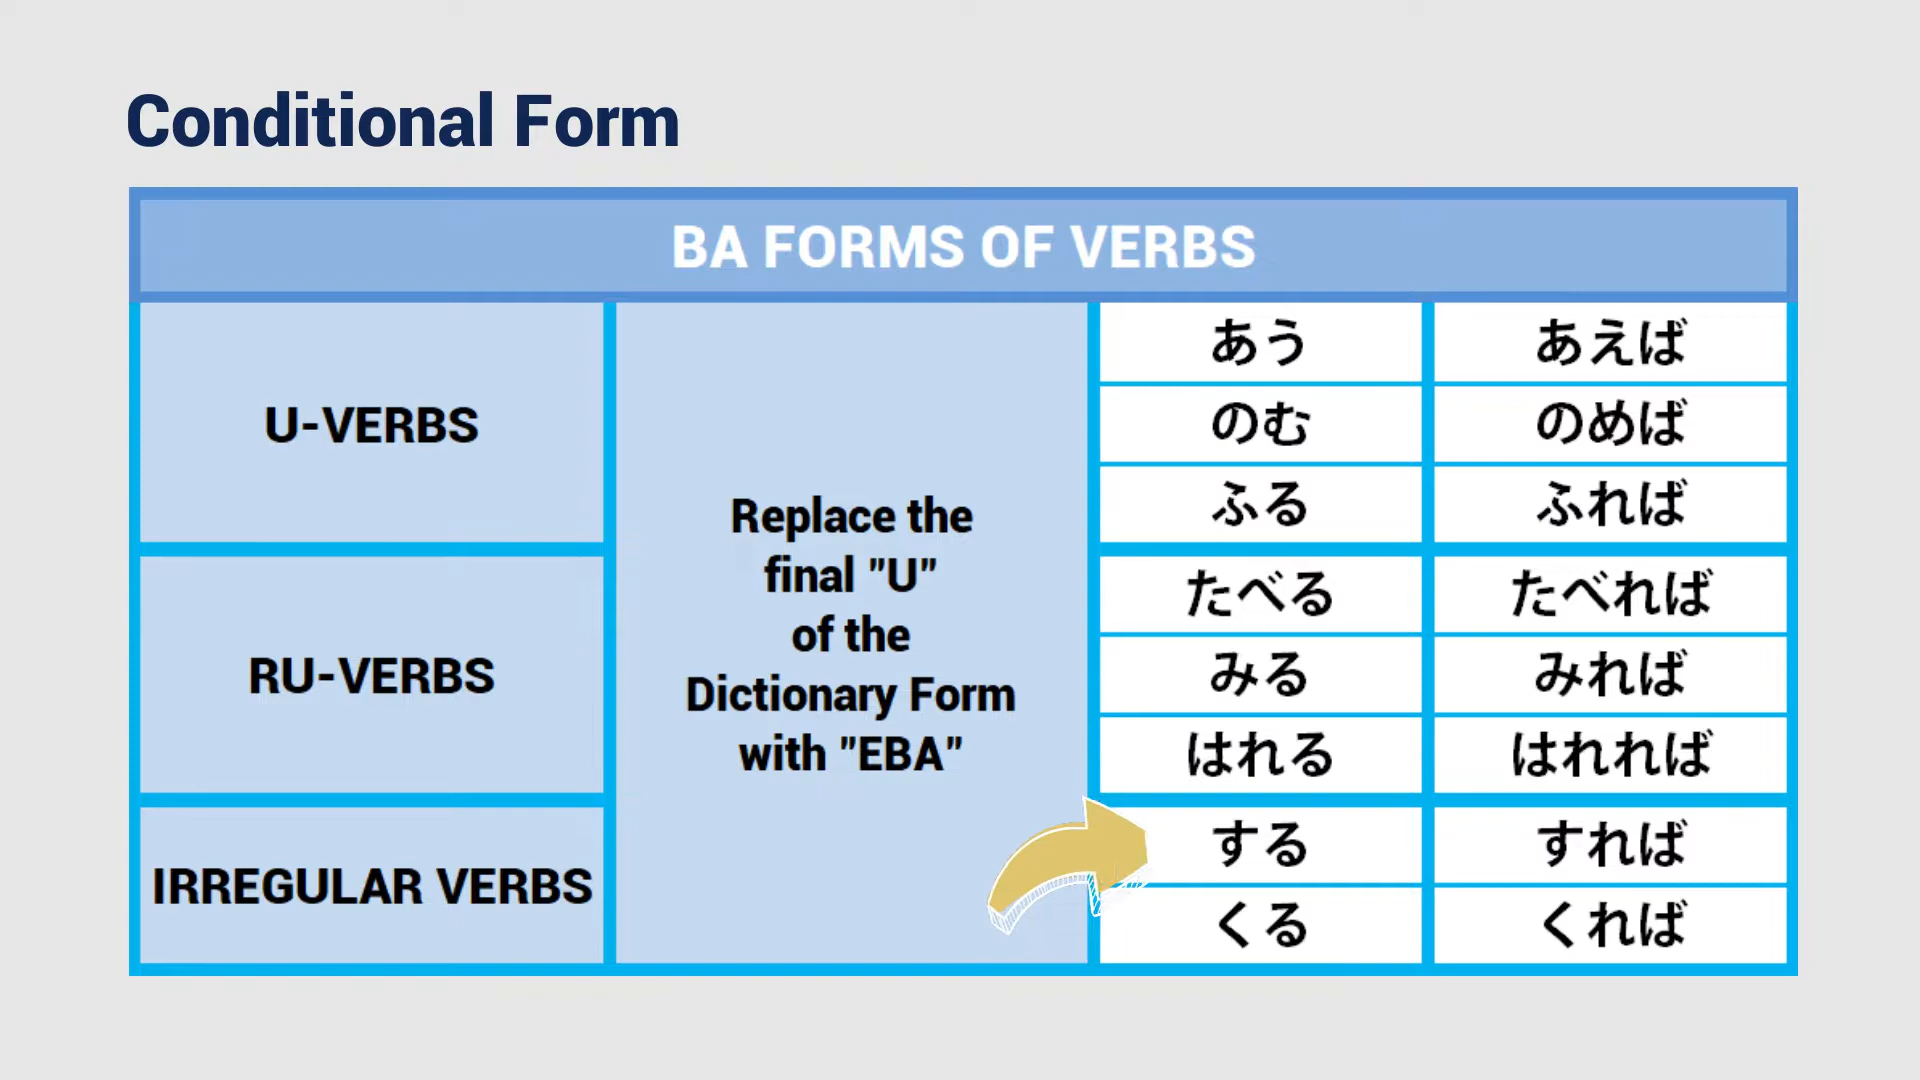 Conditional Form
BA FORMS OF VERBS
U-VERBS
Replace the
final "U"
of the
Dictionary Form
with "EBA"
あう あえば
のむ のめば
ふる ふれば
RU-VERBS
たべる たべれば
みる みれば
はれる はれれば
IRREGULAR VERBS
する すれば
くる くれば